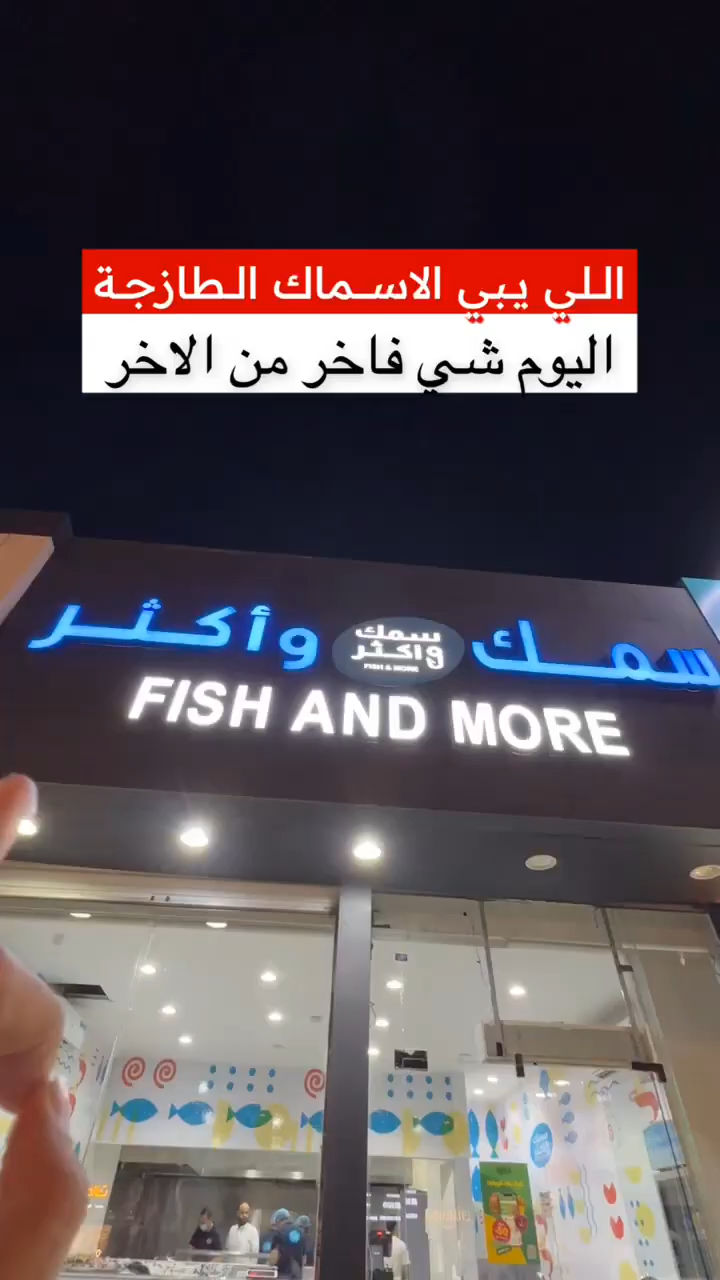 اللي يبي الاسماك الطازجة
اليوم شي فاخر من الاخر
سمك وأكثر
سمك
واكثر
FISH & MORE
FISH AND MORE